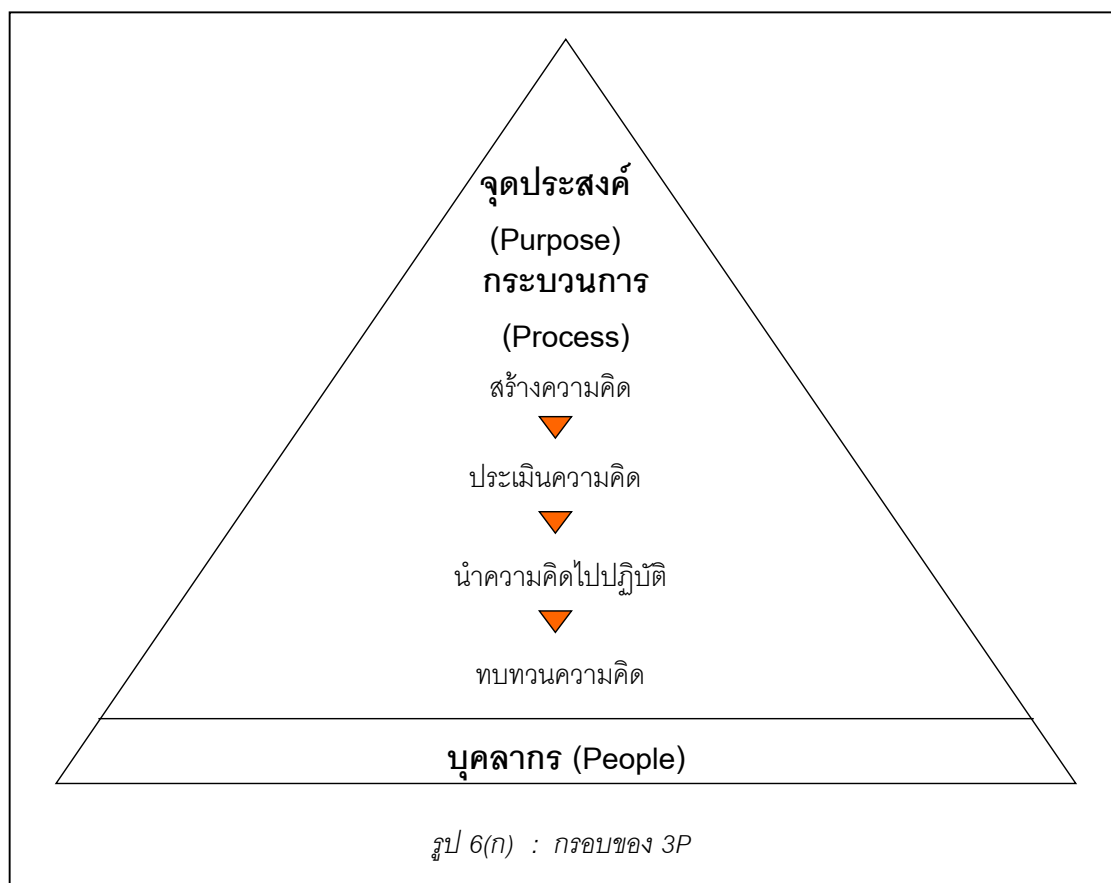 จุดประสงค์
(Purpose)
กระบวนการ
(Process)
สร้างความคิด
ประเมินความคิด
นำความคิดไปปฏิบัติ
ทบทวนความคิด
บุคลากร (People)
รูป 6(ก) : กรอบของ 3P